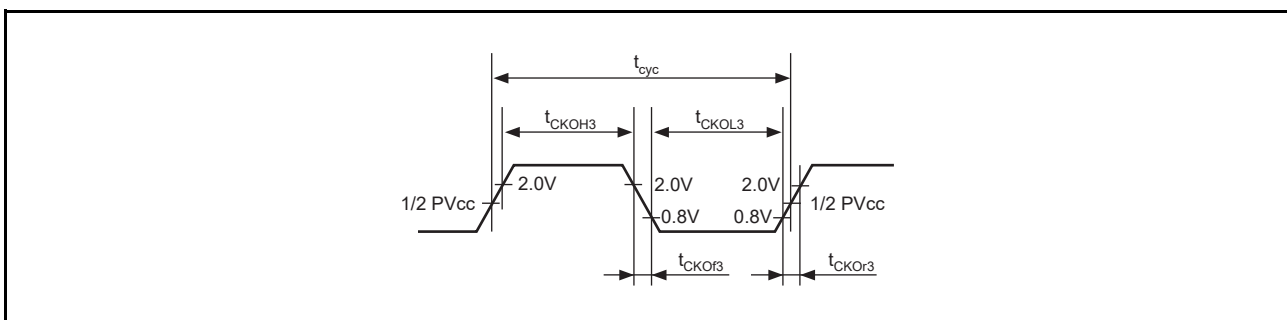 tcyc
tCKOH3
tCKOL3
2.0V
2.0V
2.0V
1/2 PVcc
0.8V
0.8V
1/2 PVcc
tCKOf3
tCKOr3